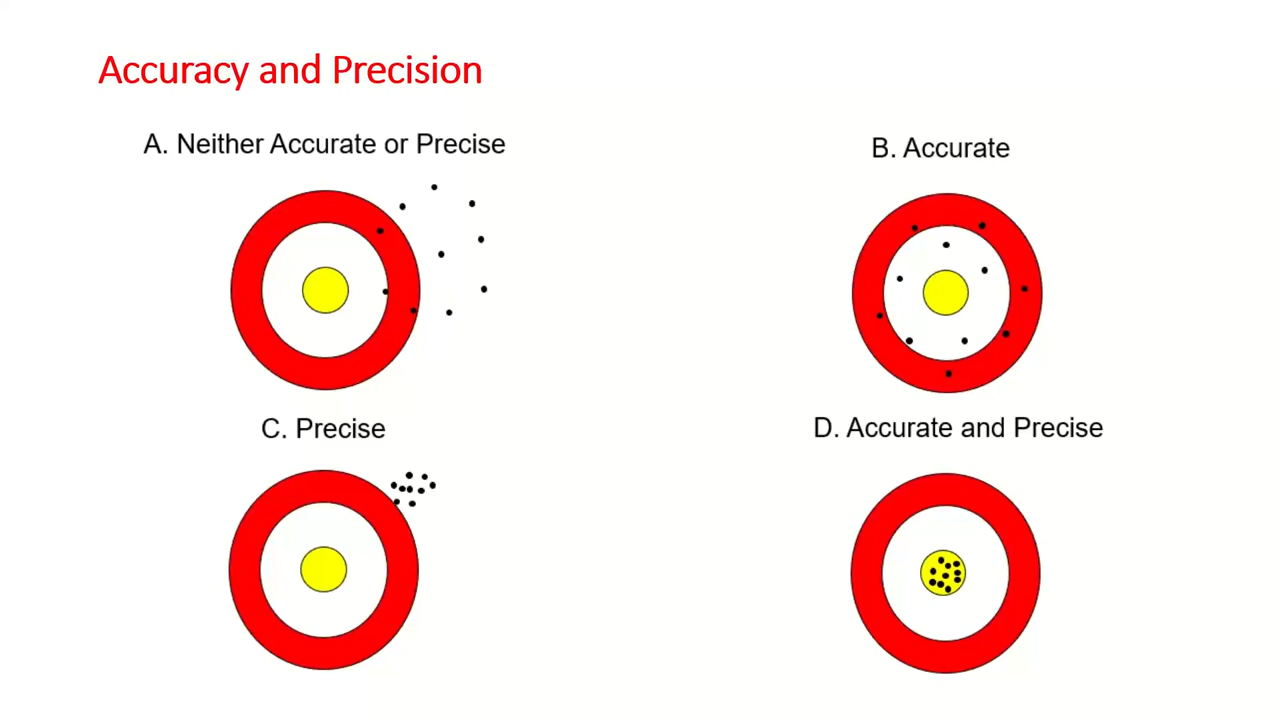 Accuracy and Precision
A. Neither Accurate or Precise
B. Accurate
C. Precise
D. Accurate and Precise